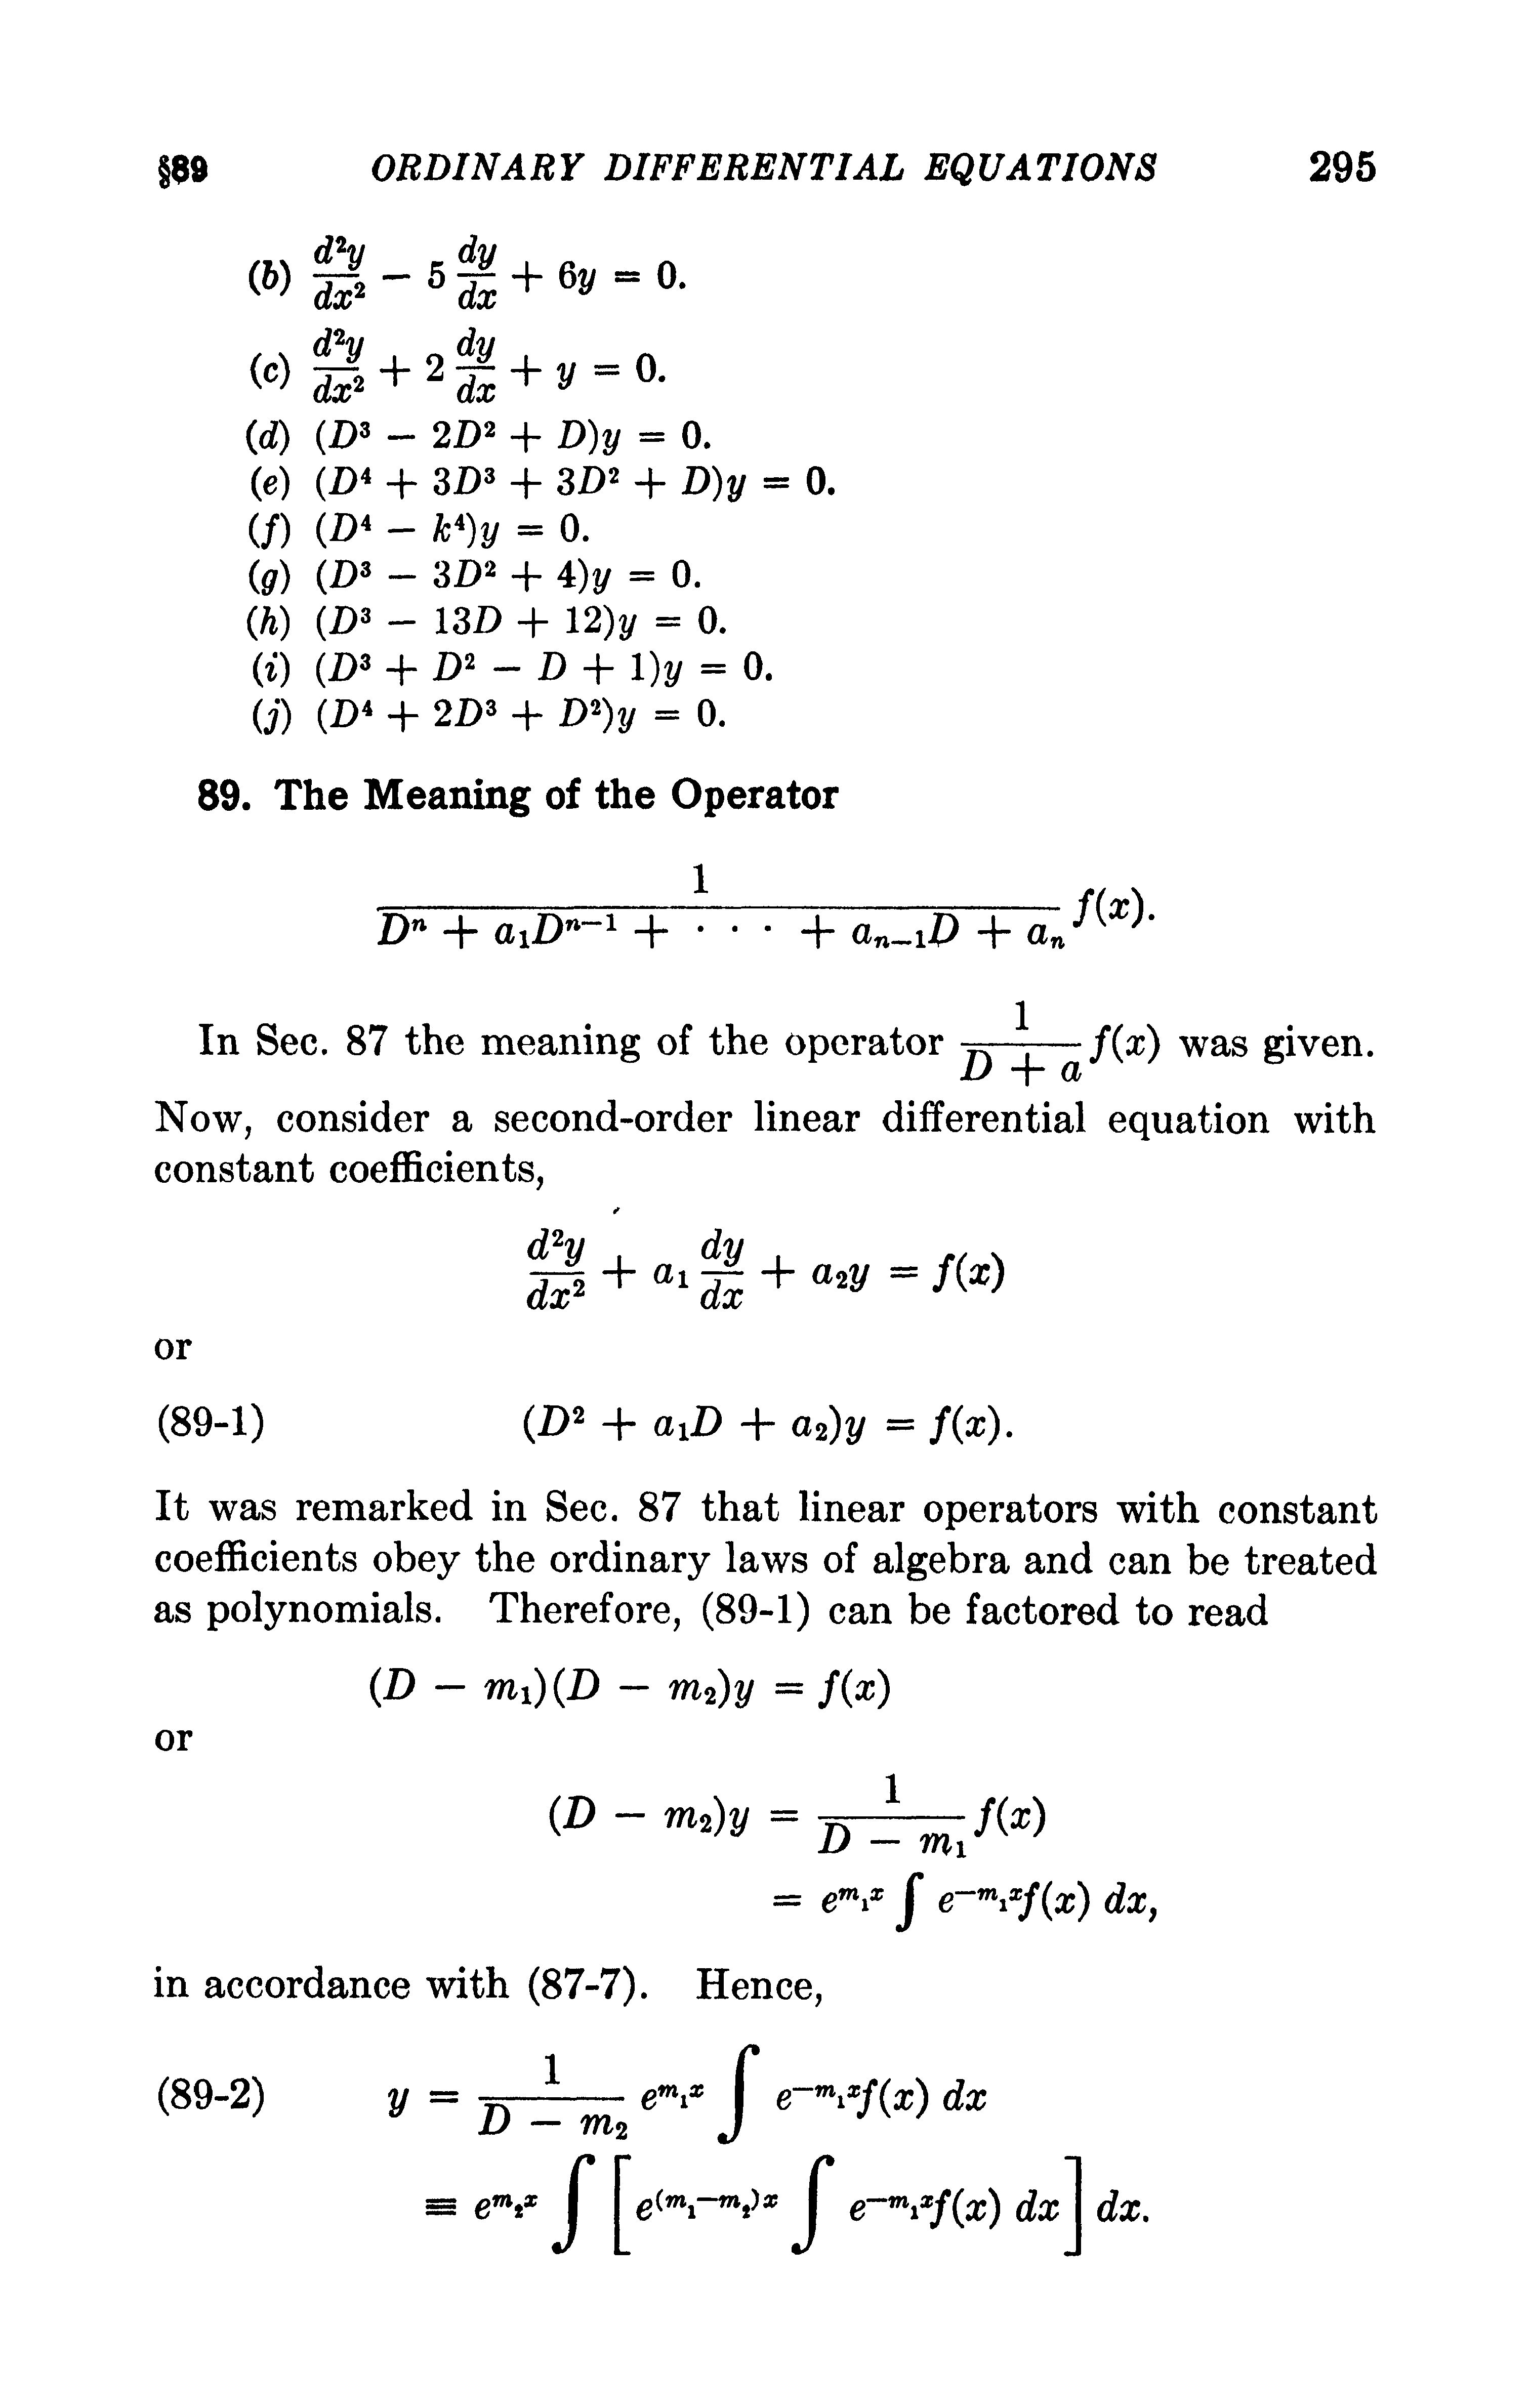 §89 ORDINARY DIFFERENTIAL EQUATIONS 295
(b) \frac{d^2y}{dx^2} - 5 \frac{dy}{dx} + 6y = 0.
(c) \frac{d^2y}{dx^2} + 2 \frac{dy}{dx} + y = 0.
(d) (D^3 - 2D^2 + D)y = 0.
(e) (D^4 + 3D^3 + 3D^2 + D)y = 0.
(f) (D^4 - k^4)y = 0.
(g) (D^3 - 3D^2 + 4)y = 0.
(h) (D^3 - 13D + 12)y = 0.
(i) (D^3 + D^2 - D + 1)y = 0.
(j) (D^4 + 2D^3 + D^2)y = 0.
89. The Meaning of the Operator
\frac{1}{D^n + a_1D^{n-1} + \cdot \cdot \cdot + a_{n-1}D + a_n} f(x).
In Sec. 87 the meaning of the operator \frac{1}{D + a} f(x) was given.
Now, consider a second-order linear differential equation with
constant coefficients,
\frac{d^2y}{dx^2} + a_1 \frac{dy}{dx} + a_2y = f(x)
or
(89-1) (D^2 + a_1D + a_2)y = f(x).
It was remarked in Sec. 87 that linear operators with constant
coefficients obey the ordinary laws of algebra and can be treated
as polynomials. Therefore, (89-1) can be factored to read
(D - m_1)(D - m_2)y = f(x)
or
(D - m_2)y = \frac{1}{D - m_1} f(x)
= e^{m_1x} \int e^{-m_1x}f(x) dx,
in accordance with (87-7). Hence,
(89-2) y = \frac{1}{D - m_2} e^{m_1x} \int e^{-m_1x}f(x) dx
≡ e^{m_2x} \int \left[ e^{(m_1-m_2)x} \int e^{-m_1x}f(x) dx \right] dx.